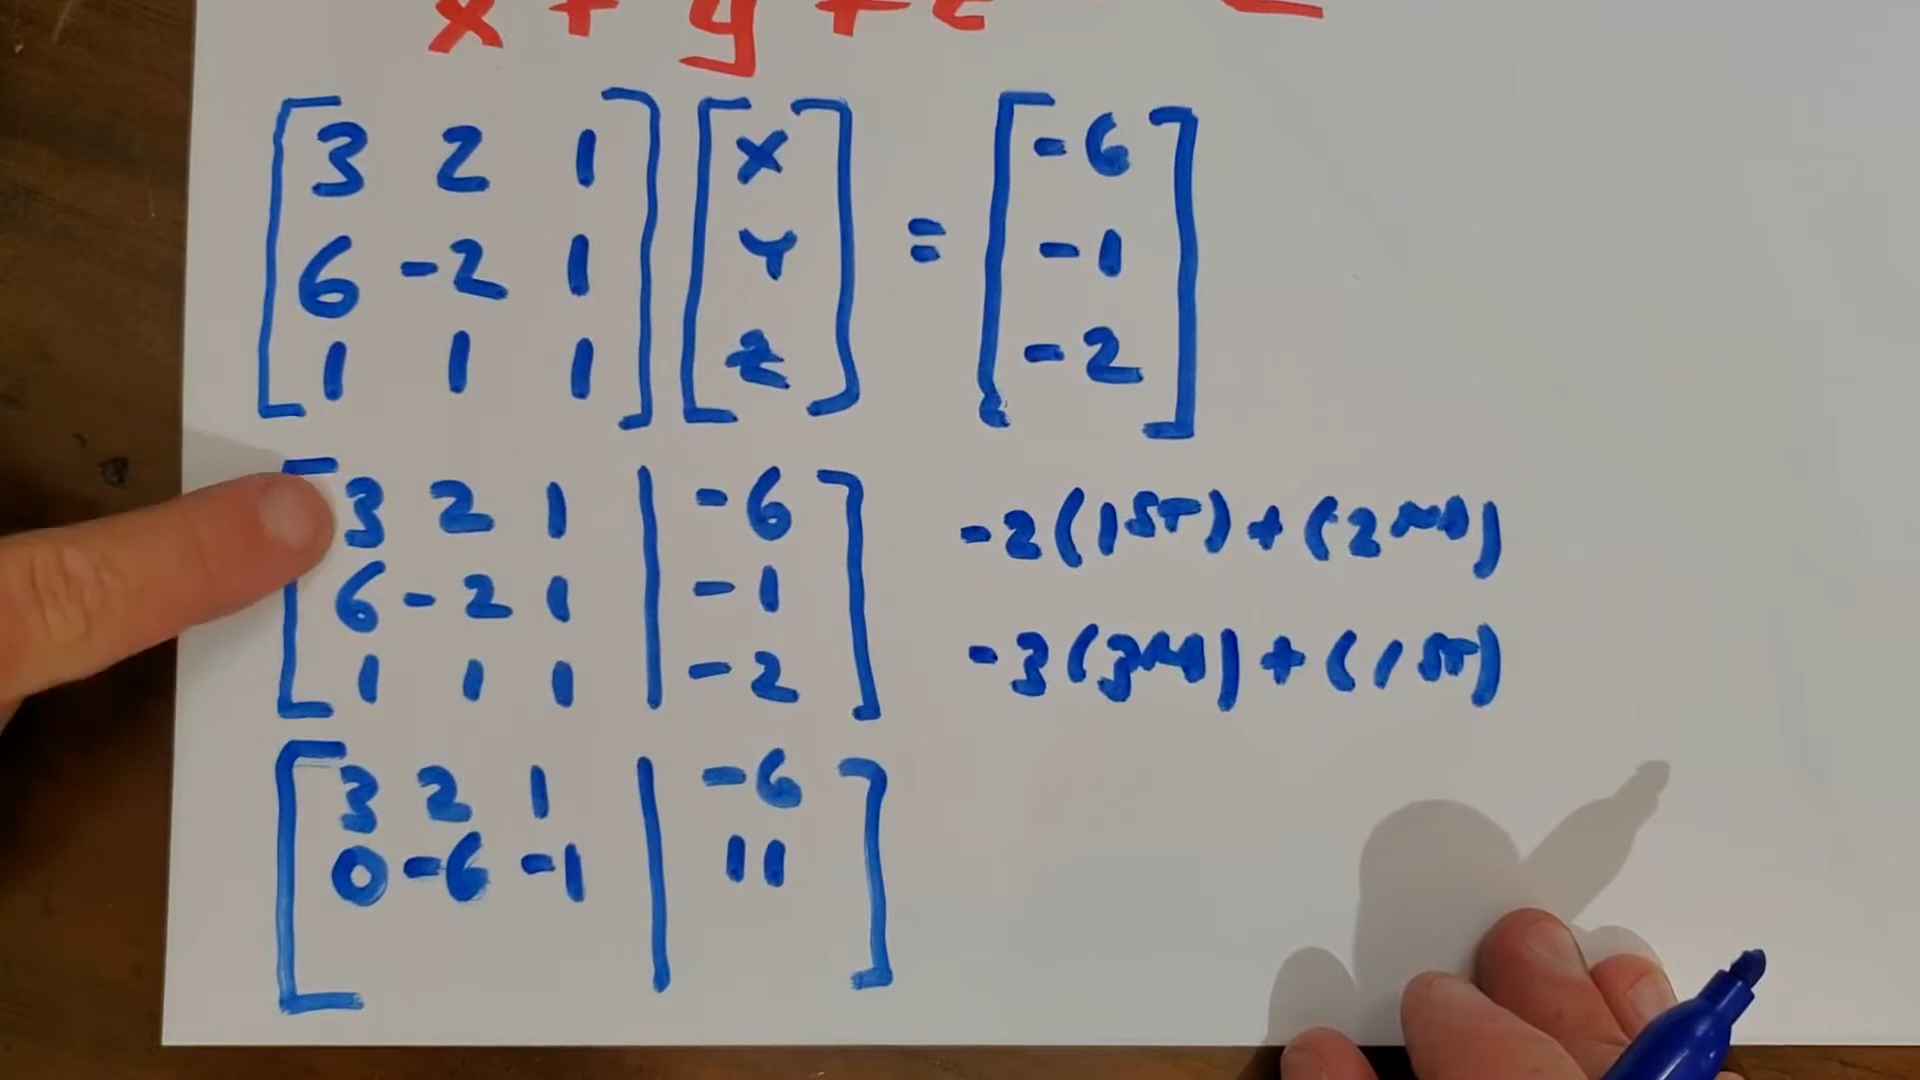 x + y + z
[3 2 1] [x] = [-6]
[6 -2 1] [Y] [-1]
[1 1 1] [z] [-2]
[3 2 1 | -6] -2(1ST)+(2ND)
[6 -2 1 | -1]
[1 1 1 | -2] -3(3RD)+(1ST)
[3 2 1 | -6]
[0 -6 -1 | 11]